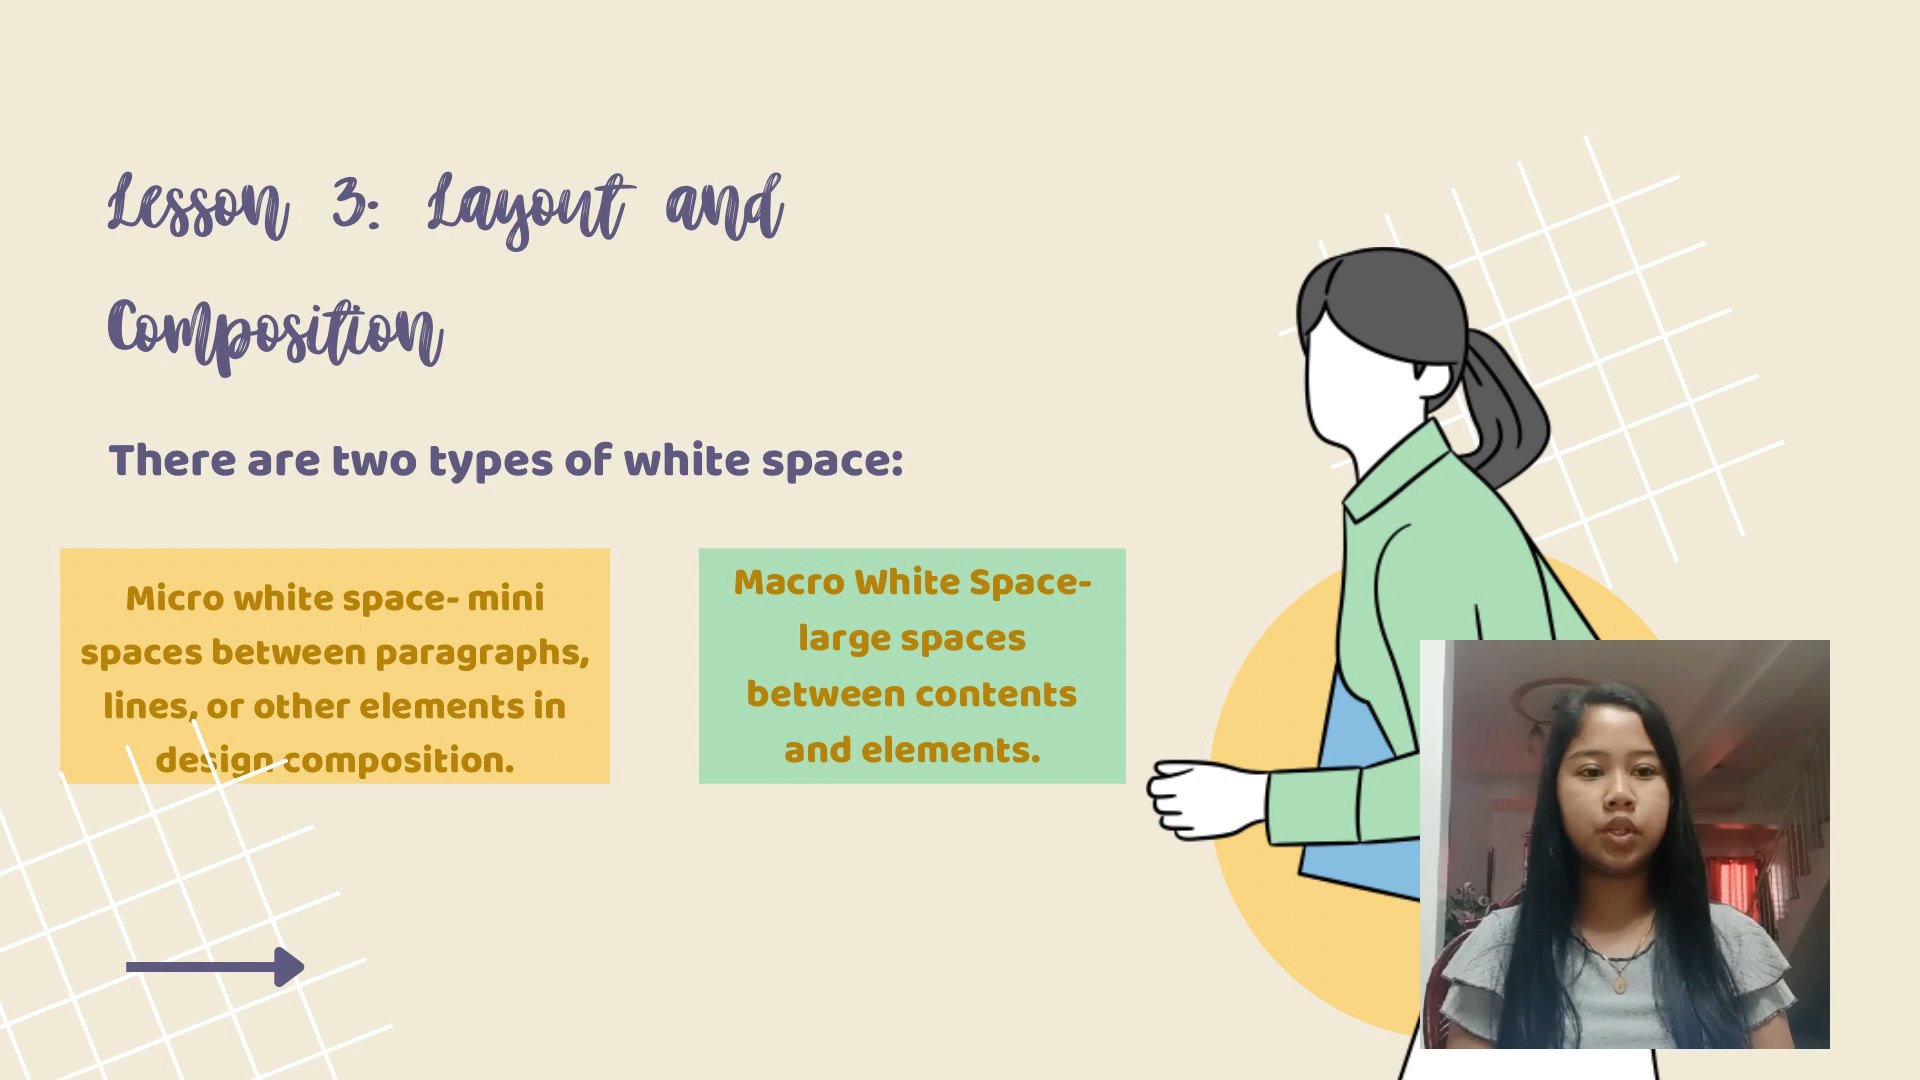 Lesson 3: Layout and
Composition
There are two types of white space:
Micro white space- mini
spaces between paragraphs,
lines, or other elements in
design composition.
Macro White Space-
large spaces
between contents
and elements.